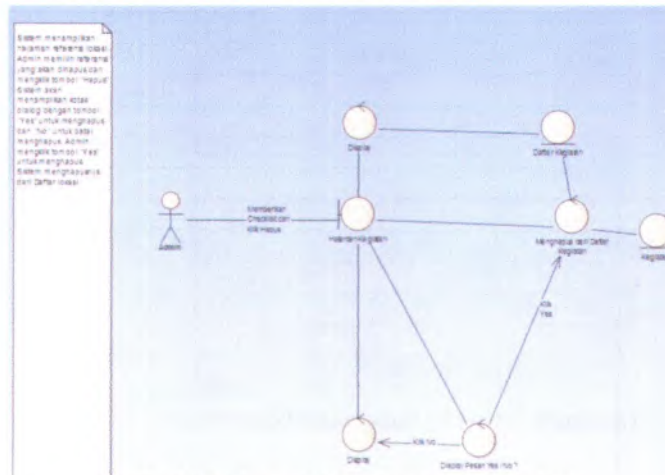 Sistem menampilkan
halaman referensi lokasi
Admin memilih referensi
yang akan dihapus dan
mengklik tombol "Hapus"
Sistem akan
menampilkan kotak
dialog dengan tombol
"Yes" untuk menghapus
dan "No" untuk batal
menghapus. Admin
mengklik tombol "Yes"
untuk menghapus
Sistem menghapusnya
dari Daftar lokasi
Display
Daftar Kegiatan
Memberikan
Checklist dan
Klik Hapus
Admin
Halaman Kegiatan
Menghapus dari Daftar
Kegiatan
Kegiatan
Klik
Yes
Klik No
Display
Display Pesan Yes / No ?